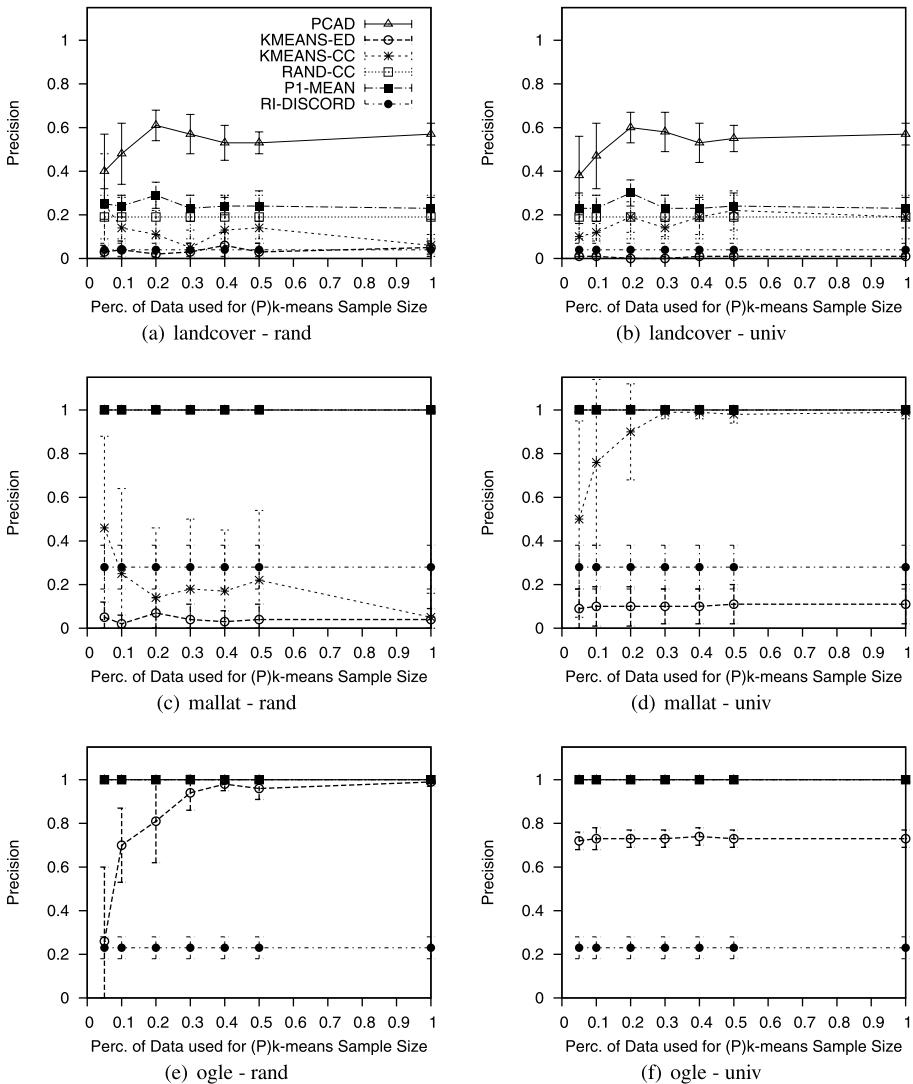 PCAD
KMEANS-ED
KMEANS-CC
RAND-CC
P1-MEAN
RI-DISCORD
Precision
1
0.8
0.6
0.4
0.2
0
0 0.1 0.2 0.3 0.4 0.5 0.6 0.7 0.8 0.9 1
Perc. of Data used for (P)k-means Sample Size
(a) landcover - rand
Precision
1
0.8
0.6
0.4
0.2
0
0 0.1 0.2 0.3 0.4 0.5 0.6 0.7 0.8 0.9 1
Perc. of Data used for (P)k-means Sample Size
(b) landcover - univ
Precision
1
0.8
0.6
0.4
0.2
0
0 0.1 0.2 0.3 0.4 0.5 0.6 0.7 0.8 0.9 1
Perc. of Data used for (P)k-means Sample Size
(c) mallat - rand
Precision
1
0.8
0.6
0.4
0.2
0
0 0.1 0.2 0.3 0.4 0.5 0.6 0.7 0.8 0.9 1
Perc. of Data used for (P)k-means Sample Size
(d) mallat - univ
Precision
1
0.8
0.6
0.4
0.2
0
0 0.1 0.2 0.3 0.4 0.5 0.6 0.7 0.8 0.9 1
Perc. of Data used for (P)k-means Sample Size
(e) ogle - rand
Precision
1
0.8
0.6
0.4
0.2
0
0 0.1 0.2 0.3 0.4 0.5 0.6 0.7 0.8 0.9 1
Perc. of Data used for (P)k-means Sample Size
(f) ogle - univ